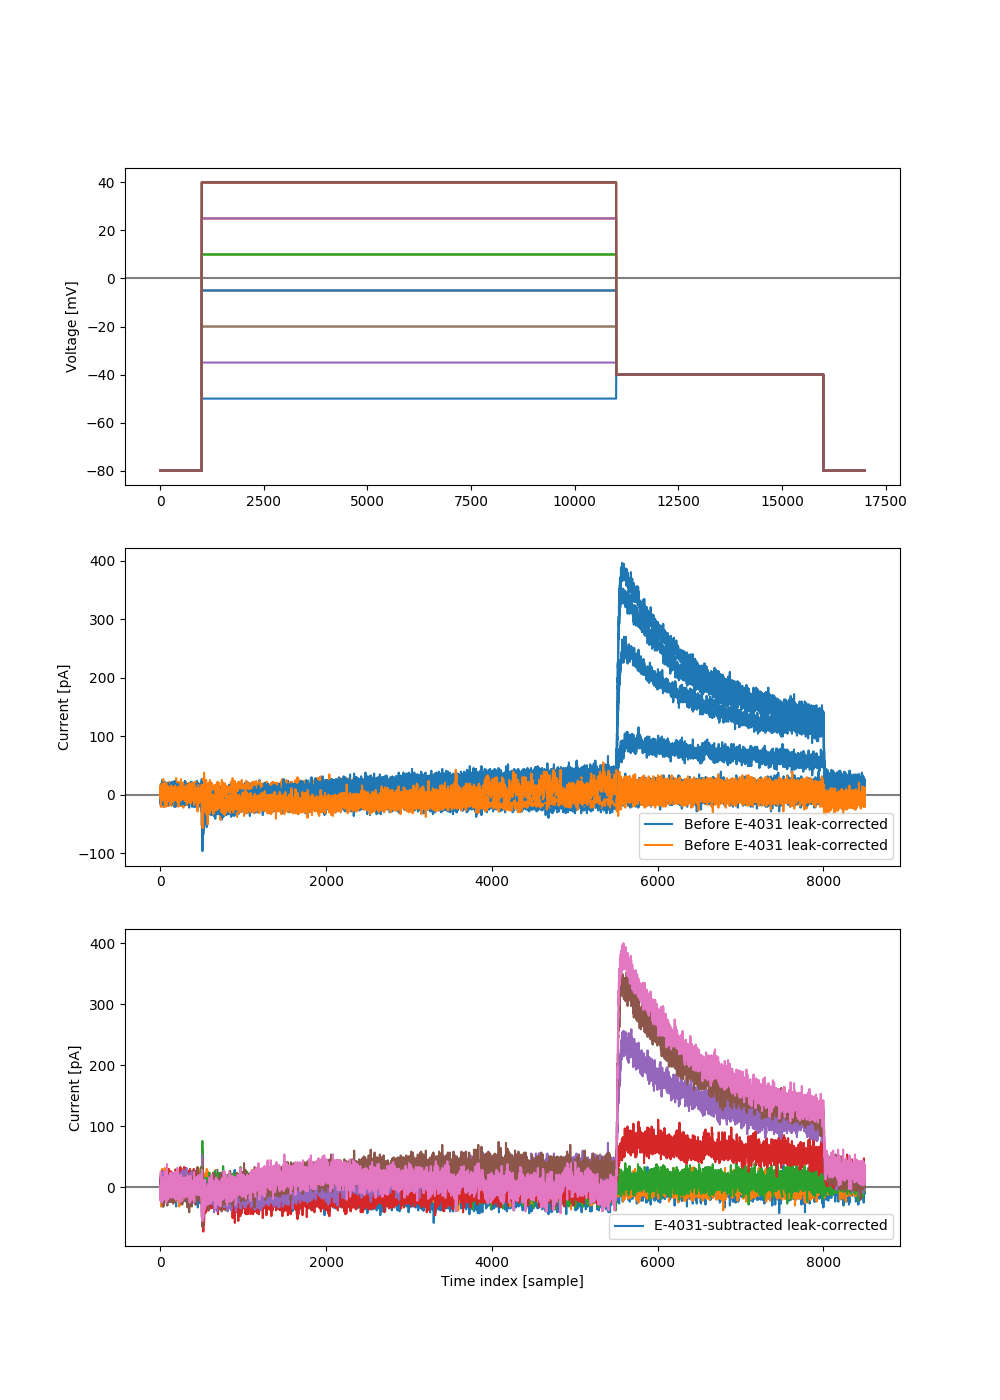 40
20
0
−20
−40
−60
−80
Voltage [mV]
0 2500 5000 7500 10000 12500 15000 17500
400
300
200
100
0
−100
Current [pA]
Before E-4031 leak-corrected
Before E-4031 leak-corrected
0 2000 4000 6000 8000
400
300
200
100
0
Current [pA]
E-4031-subtracted leak-corrected
0 2000 4000 6000 8000
Time index [sample]